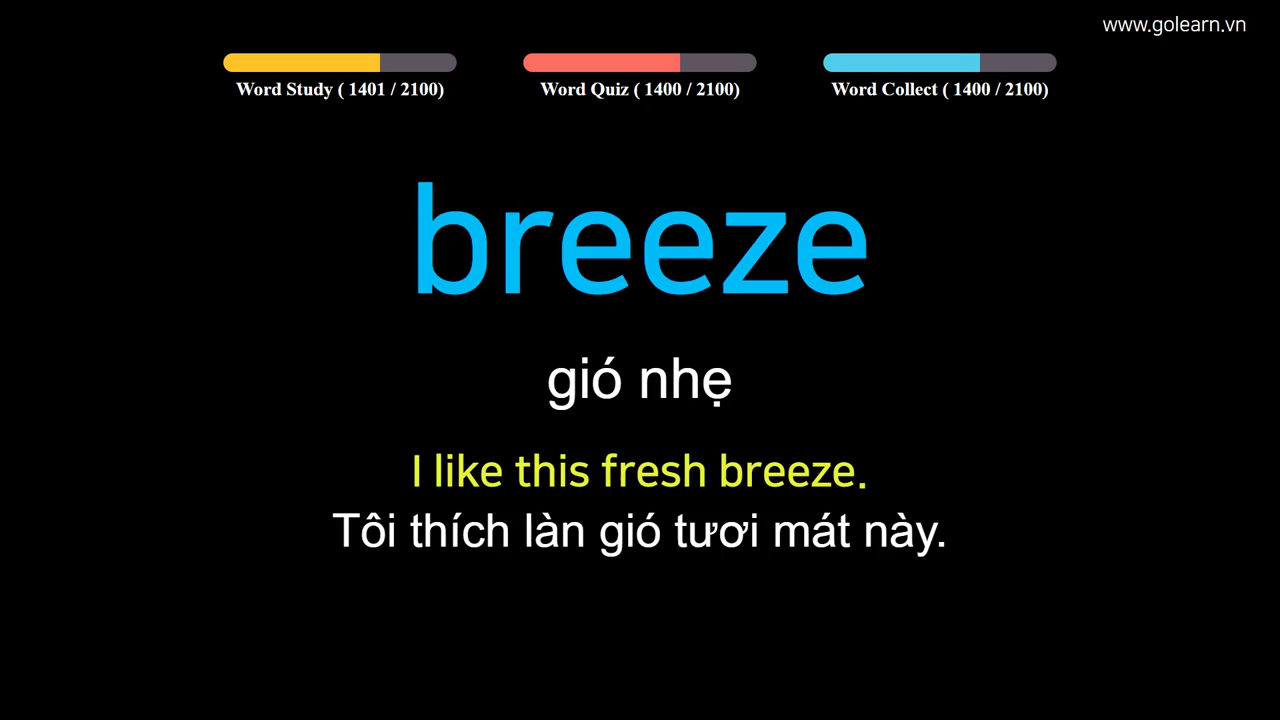 www.golearn.vn
Word Study ( 1401 / 2100)
Word Quiz ( 1400 / 2100)
Word Collect ( 1400 / 2100)
breeze
gió nhẹ
I like this fresh breeze.
Tôi thích làn gió tươi mát này.